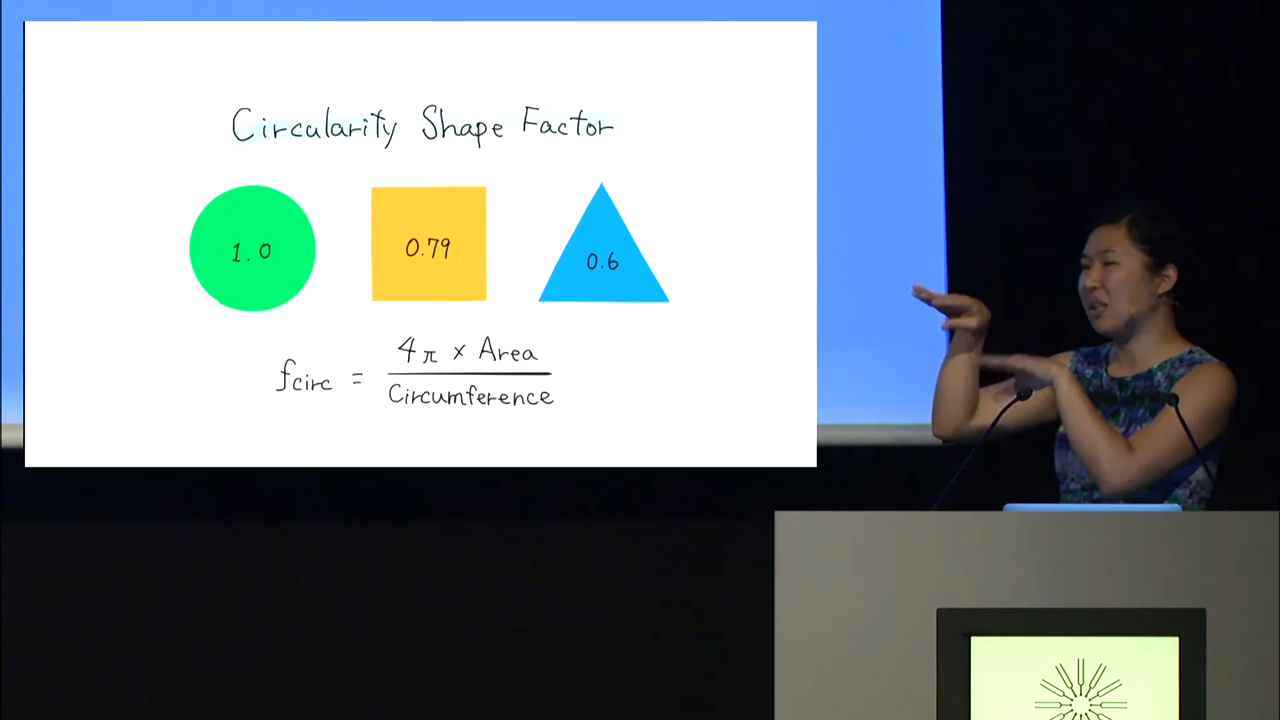 Circularity Shape Factor
1.0 0.79 0.6
4π × Area
fcirc =
Circumference